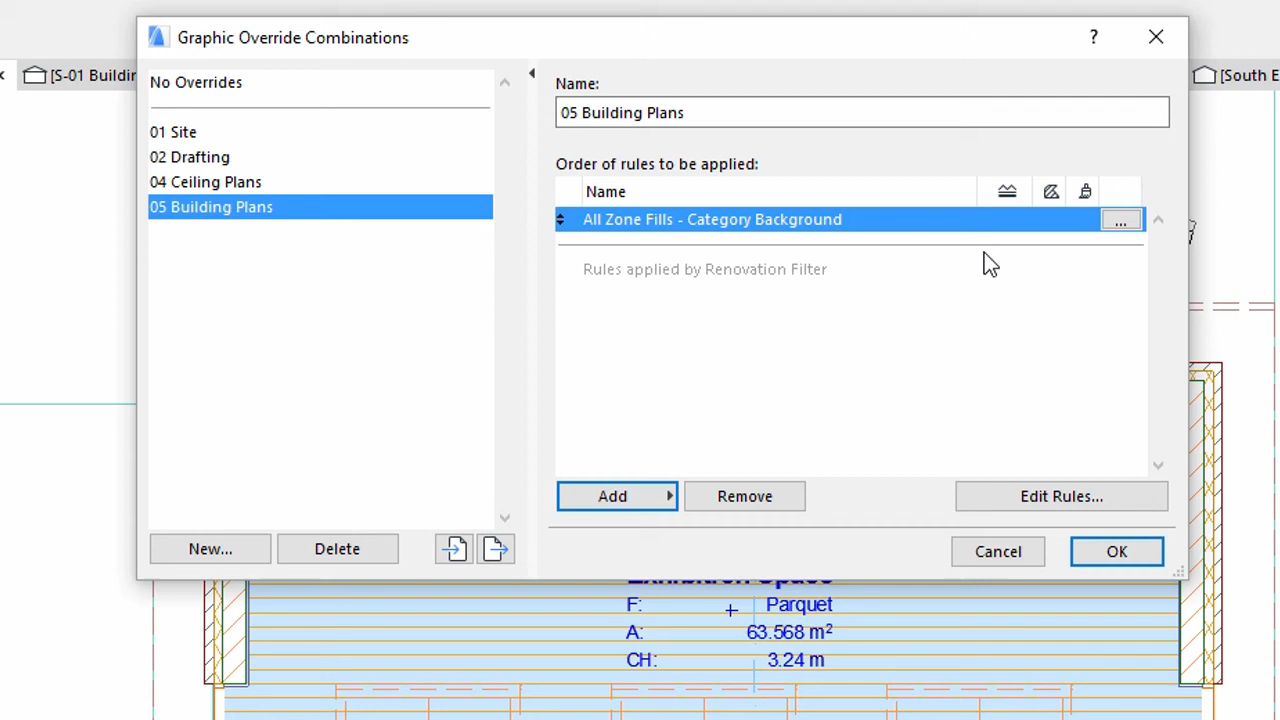 Graphic Override Combinations
?
[S-01 Buildin
[South E
No Overrides
01 Site
02 Drafting
04 Ceiling Plans
05 Building Plans
Name:
05 Building Plans
Order of rules to be applied:
Name
All Zone Fills - Category Background
...
Rules applied by Renovation Filter
Add
Remove
Edit Rules...
New...
Delete
Cancel
OK
F: Parquet
A: 63.568 m²
CH: 3.24 m